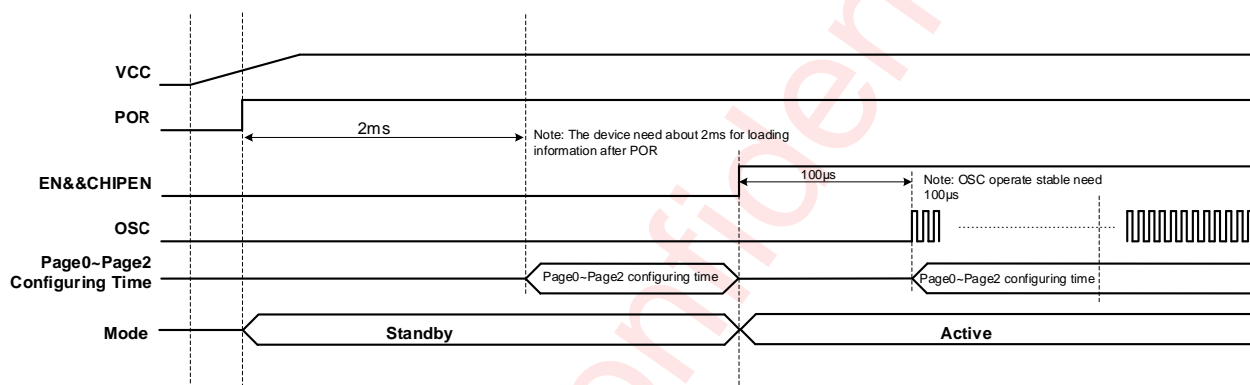 VCC
POR
2ms
Note: The device need about 2ms for loading
information after POR
EN&&CHIPEN
100µs
Note: OSC operate stable need
100µs
OSC
Page0~Page2
Configuring Time
Page0~Page2 configuring time
Page0~Page2 configuring time
Mode
Standby
Active
onfiden